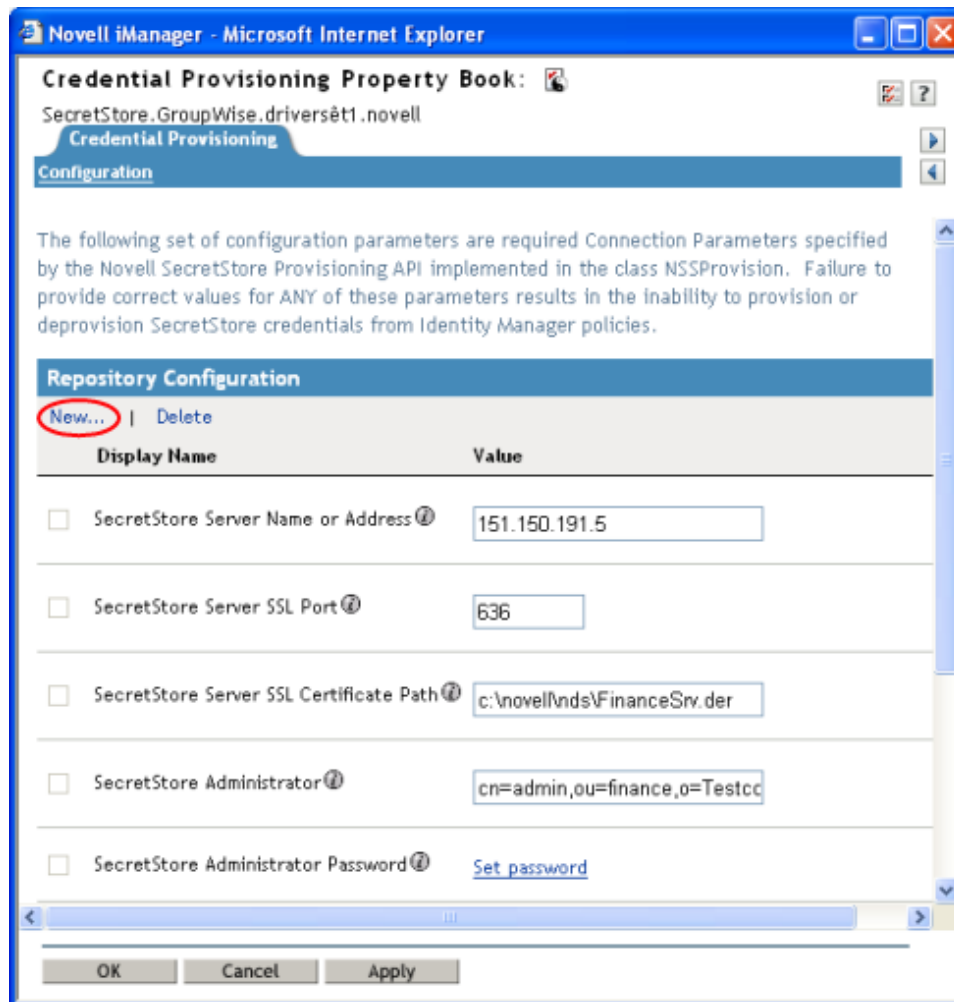 Novell iManager - Microsoft Internet Explorer
Credential Provisioning Property Book:
SecretStore.GroupWise.driversêt1.novell
Credential Provisioning
Configuration
The following set of configuration parameters are required Connection Parameters specified
by the Novell SecretStore Provisioning API implemented in the class NSSProvision. Failure to
provide correct values for ANY of these parameters results in the inability to provision or
deprovision SecretStore credentials from Identity Manager policies.
Repository Configuration
New... | Delete
Display Name Value
SecretStore Server Name or Address 151.150.191.5
SecretStore Server SSL Port 636
SecretStore Server SSL Certificate Path c:\novell\nds\FinanceSrv.der
SecretStore Administrator cn=admin,ou=finance,o=Testcc
SecretStore Administrator Password Set password
OK Cancel Apply